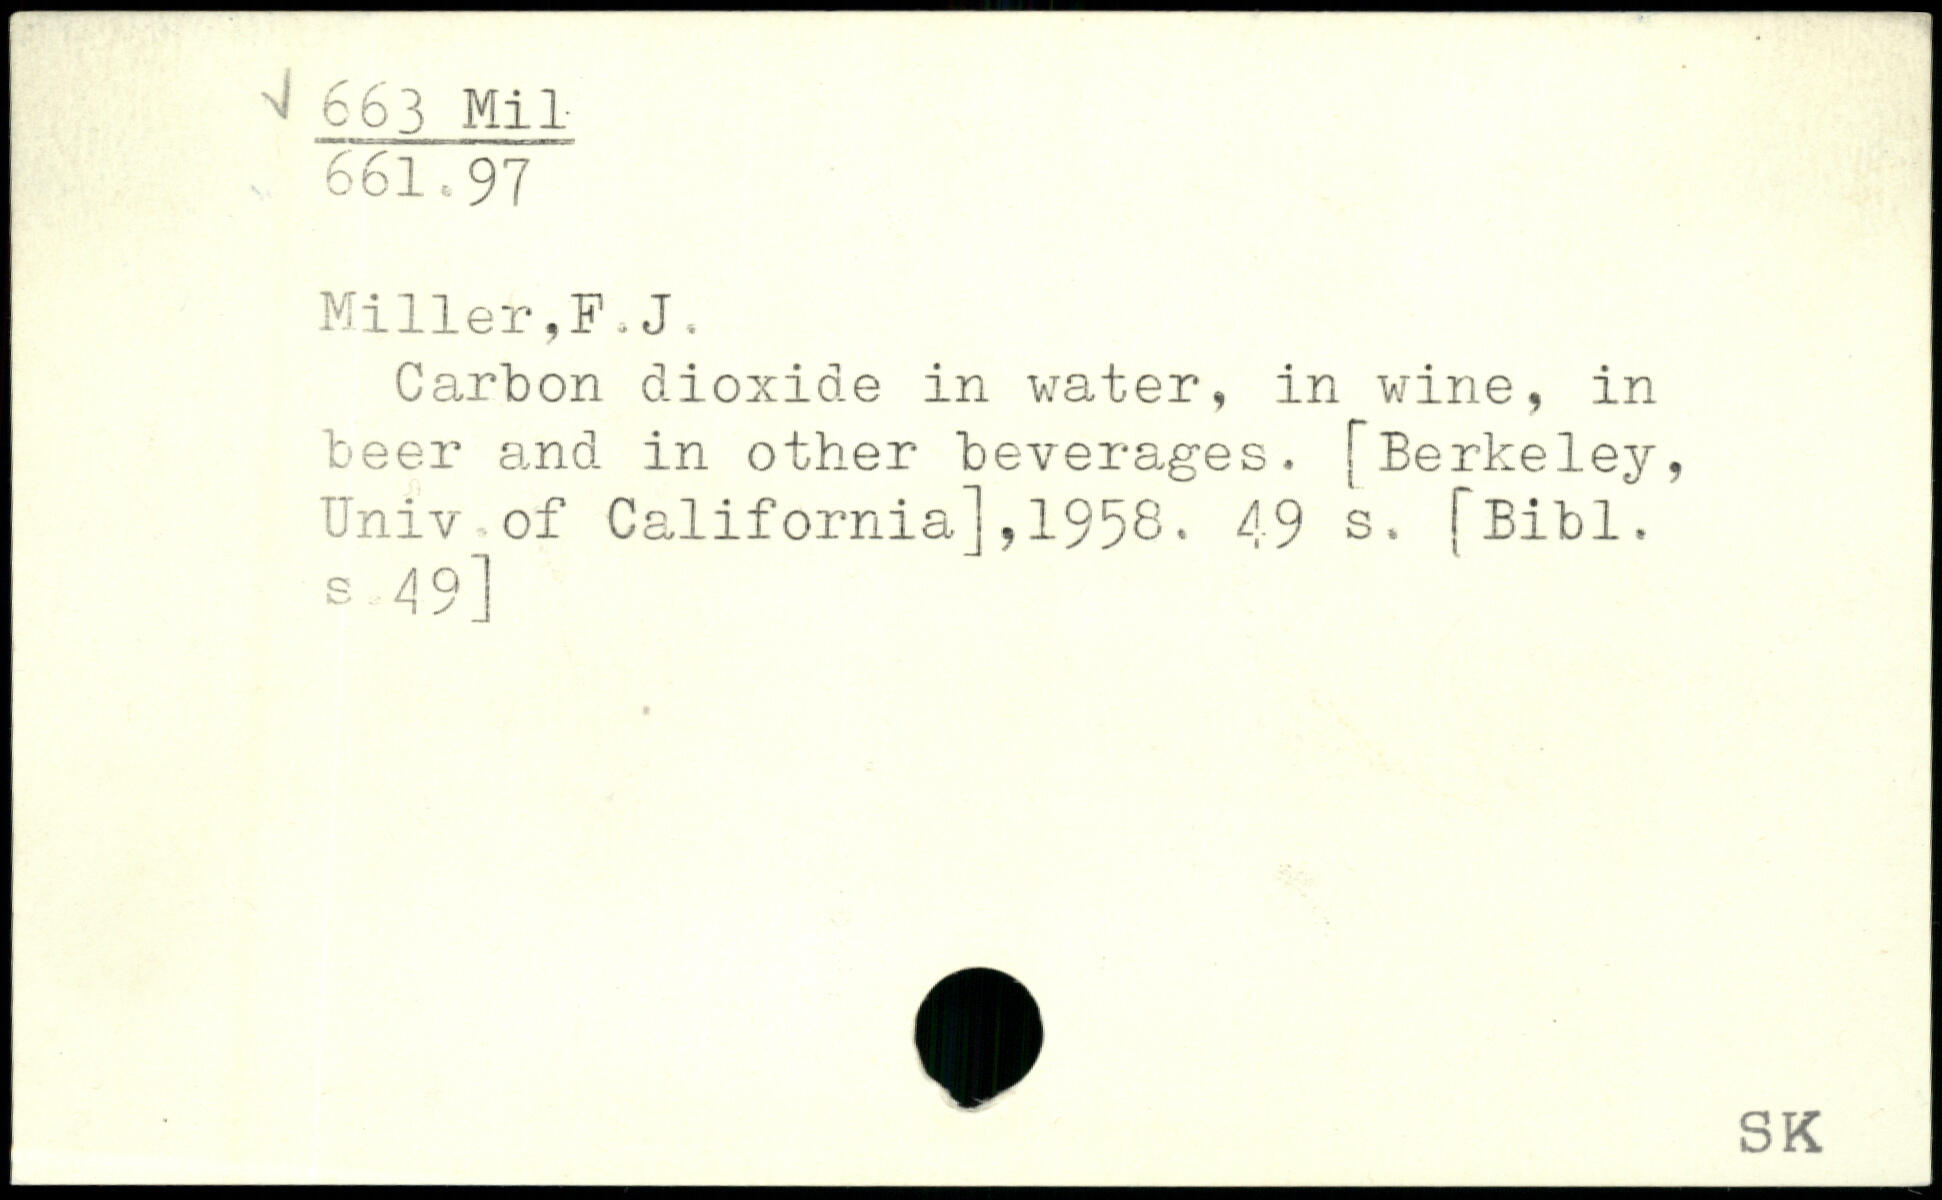 √ 663 Mil
661.97
Miller,F.J.
Carbon dioxide in water, in wine, in
beer and in other beverages. [Berkeley,
Univ.of California],1958. 49 s. [Bibl.
s.49]
SK